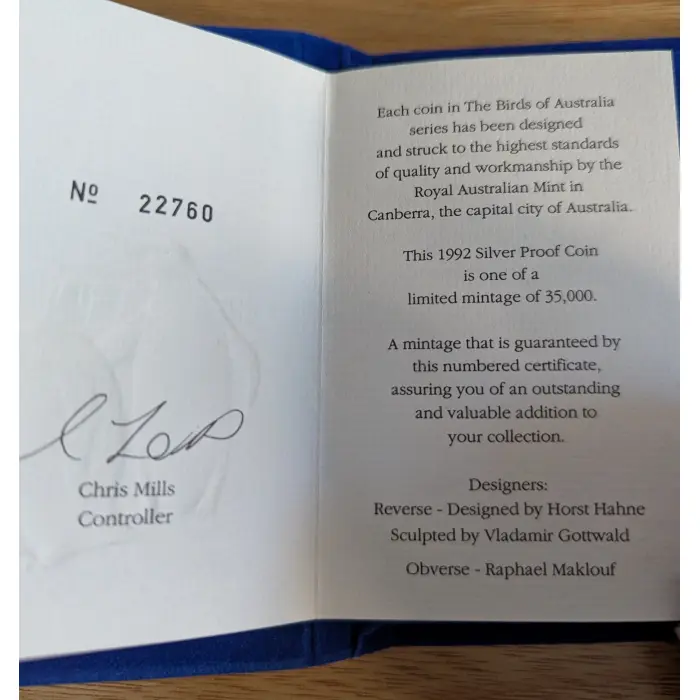 Nº 22760
Chris Mills
Controller
Each coin in The Birds of Australia
series has been designed
and struck to the highest standards
of quality and workmanship by the
Royal Australian Mint in
Canberra, the capital city of Australia.
This 1992 Silver Proof Coin
is one of a
limited mintage of 35,000.
A mintage that is guaranteed by
this numbered certificate,
assuring you of an outstanding
and valuable addition to
your collection.
Designers:
Reverse - Designed by Horst Hahne
Sculpted by Vladamir Gottwald
Obverse - Raphael Maklouf